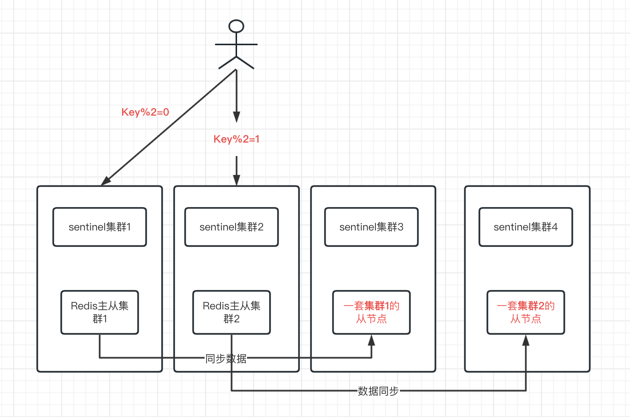 Key%2=0
Key%2=1
sentinel集群1
sentinel集群2
sentinel集群3
sentinel集群4
Redis主从集
群1
Redis主从集
群2
一套集群1的
从节点
一套集群2的
从节点
同步数据
数据同步